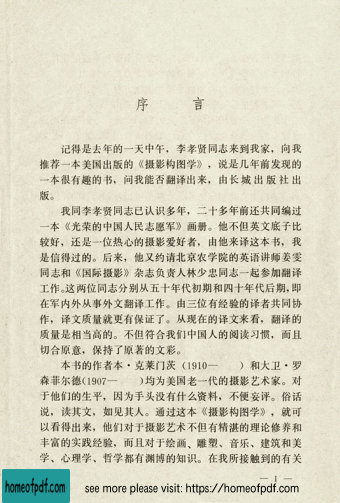 序 言
记得是去年的一天中午，李孝贤同志来到我家，向我
推荐一本美国出版的《摄影构图学》，说是几年前发现的
一本很有趣的书，问我能否翻译出来，由长城出版社出
版。
我同李孝贤同志已认识多年，二十多年前还共同编过
一本《光荣的中国人民志愿军》画册。他不但英文底子比
较好，还是一位热心的摄影爱好者，由他来译这本书，我
是信得过的。后来，他又约请北京农学院的英语讲师姜雯
同志和《国际摄影》杂志负责人林少忠同志一起参加翻译
工作。这两位同志分别从五十年代初期和四十年代后期，即
在军内外从事外文翻译工作。由三位有经验的译者共同协
作，译文质量就更有保证了。从现在的译文来看，翻译的
质量是相当高的。不但符合我们中国人的阅读习惯，而且
切合原意，保持了原著的文彩。
本书的作者本·克莱门茨（1910— ）和大卫·罗
森菲尔德(1907— )均为美国老一代的摄影艺术家。对
于他们的生平，因为手头没有什么资料，不便妄评。俗话
说，读其文，如见其人。通过这本《摄影构图学》，就可
以看得出来，他们对于摄影艺术不但有精湛的理论修养和
丰富的实践经验，而且对于绘画、雕塑、音乐、建筑和美
学、心理学、哲学都有渊博的知识。在我所接触到的有关
— 1 —
homeofpdf.com
see more please visit: https://homeofpdf.com